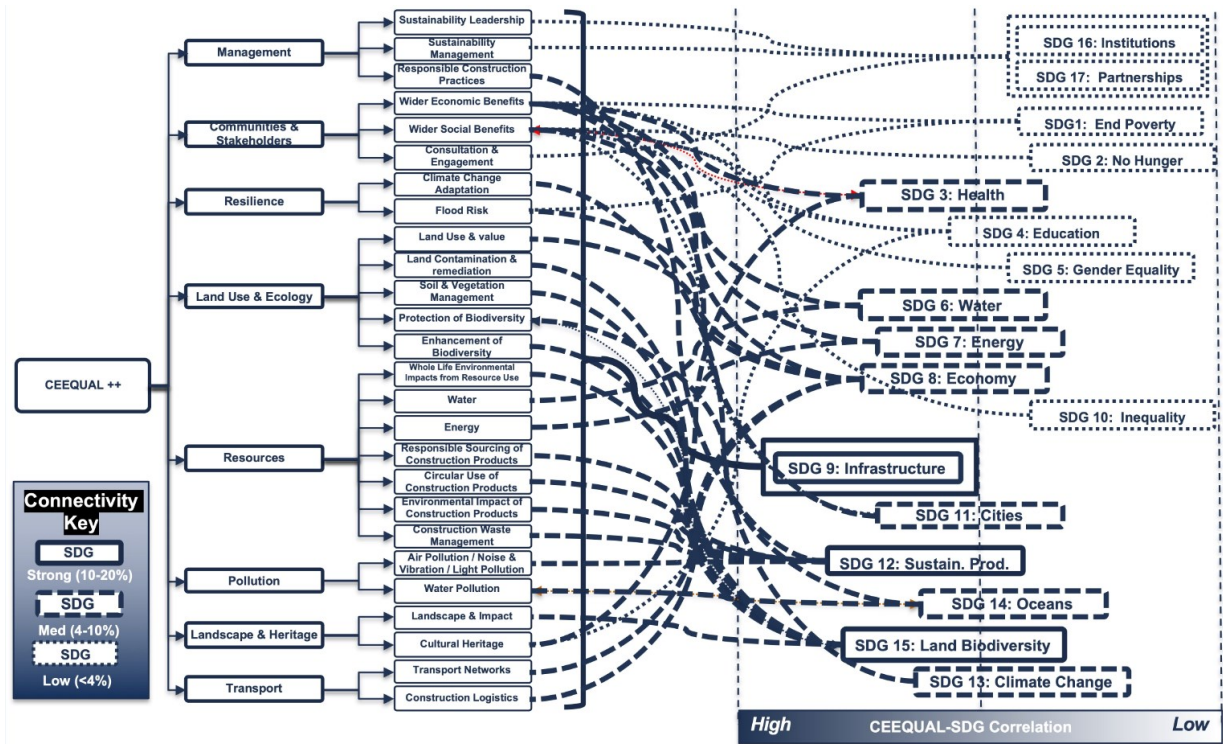 CEEQUAL ++
Connectivity
Key
SDG
Strong (10-20%)
SDG
Med (4-10%)
SDG
Low (<4%)
Management
Communities &
Stakeholders
Resilience
Land Use & Ecology
Resources
Pollution
Landscape & Heritage
Transport
Sustainability Leadership
Sustainability
Management
Responsible Construction
Practices
Wider Economic Benefits
Wider Social Benefits
Consultation &
Engagement
Climate Change
Adaptation
Flood Risk
Land Use & value
Land Contamination &
remediation
Soil & Vegetation
Management
Protection of Biodiversity
Enhancement of
Biodiversity
Whole Life Environmental
Impacts from Resource Use
Water
Energy
Responsible Sourcing of
Construction Products
Circular Use of
Construction Products
Environmental Impact of
Construction Products
Construction Waste
Management
Air Pollution / Noise &
Vibration / Light Pollution
Water Pollution
Landscape & Impact
Cultural Heritage
Transport Networks
Construction Logistics
SDG 16: Institutions
SDG 17: Partnerships
SDG1: End Poverty
SDG 2: No Hunger
SDG 3: Health
SDG 4: Education
SDG 5: Gender Equality
SDG 6: Water
SDG 7: Energy
SDG 8: Economy
SDG 10: Inequality
SDG 9: Infrastructure
SDG 11: Cities
SDG 12: Sustain. Prod.
SDG 14: Oceans
SDG 15: Land Biodiversity
SDG 13: Climate Change
High CEEQUAL-SDG Correlation Low